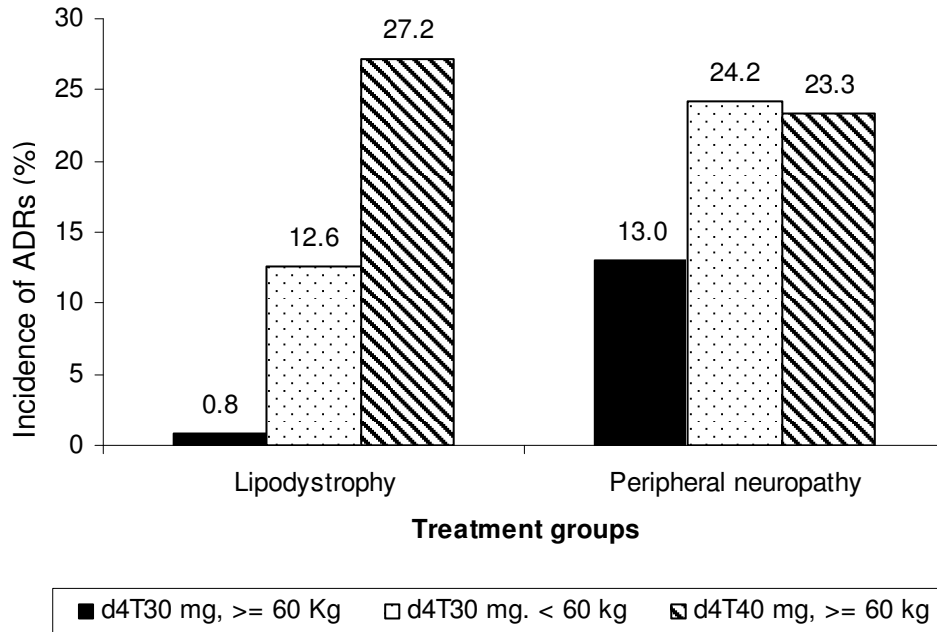 30
25
20
15
10
5
0
Incidence of ADRs (%)
0.8
12.6
27.2
13.0
24.2
23.3
Lipodystrophy
Peripheral neuropathy
Treatment groups
d4T30 mg, >= 60 Kg d4T30 mg. < 60 kg d4T40 mg, >= 60 kg